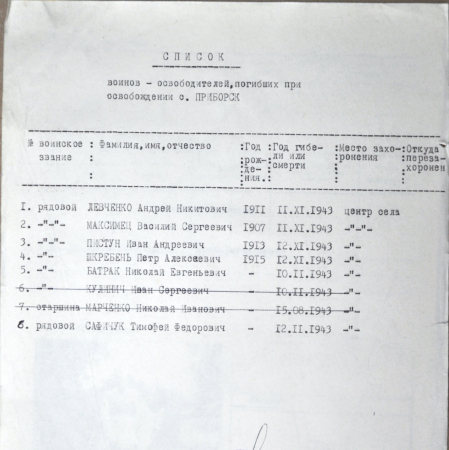 СПИСОК
воинов - освободителей,погибших при
освобождении с. ПРИБОРСК
№ воинское : Фамилия,имя,отчество :Год :Год гибе- :Место захо-:Откуда
звание : :рож-:ли или :ронения :переза-
: :де- :смерти : :хоронен
:ния.: : :
I. рядовой ЛЕВЧЕНКО Андрей Никитович I9II II.XI.I943 центр села
2. -"-"- МАКСИМЕЦ Василий Сергеевич I907 II.XI.I943 -"-"-
3. -"-"- ПИСТУН Иван Андреевич I9I3 I2.XI.I943 -"-
4. -"- ШКРЕБЕНЬ Петр Алексеевич I9I5 I2.XI.I943 -"-
5. -"- БАТРАК Николай Евгеньевич - I0.II.I943 -"-
6. -"- КУЛИНИЧ Иван Сергеевич - I0.II.I943 -"-
7. старшина МАРЧЕНКО Николай Иванович - I5.08.I943 -"-
6. рядовой САФИЧУК Тимофей Федорович - I2.II.I943 -"-